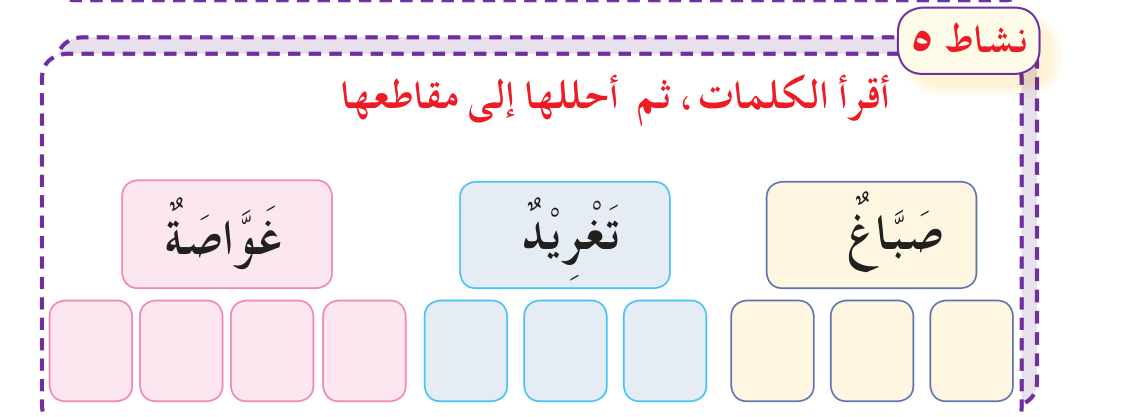 نشاط ٥
أقرأ الكلمات، ثم أحللها إلى مقاطعها
صَبَّاغٌ تَغْرِيْدٌ غَوَّاصَةٌ